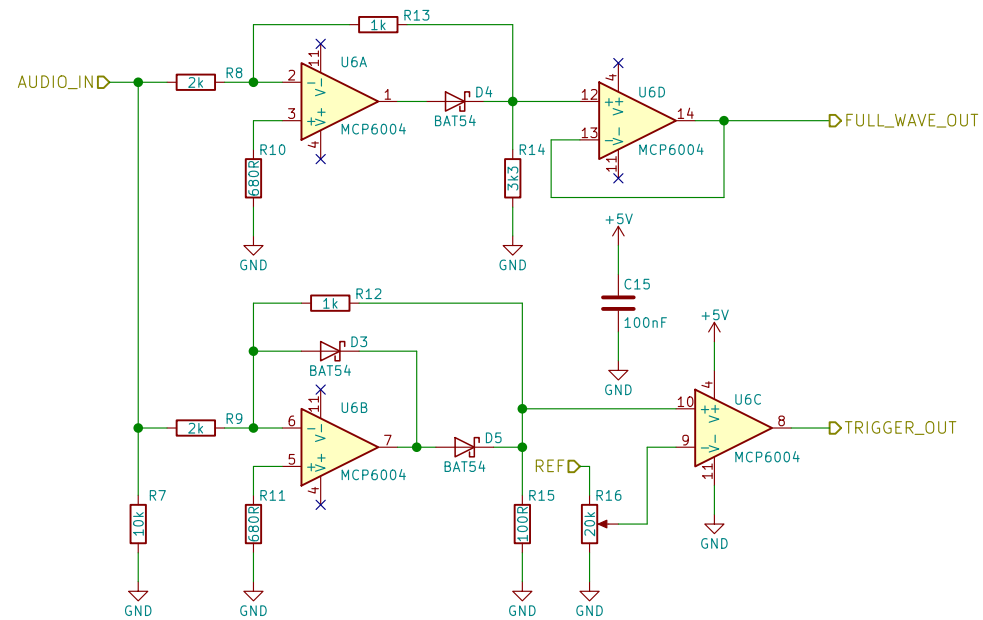 R13
1k
AUDIO_IN
R8
2k
11
U6A
2
V-
1
D4
BAT54
3
V+
MCP6004
4
R10
680R
GND
4
U6D
12
V+
14
FULL_WAVE_OUT
13
V-
MCP6004
11
R14
3k3
GND
+5V
C15
100nF
GND
R12
1k
D3
BAT54
11
U6B
R9
2k
6
V-
7
D5
BAT54
5
V+
MCP6004
4
+5V
4
U6C
10
V+
8
TRIGGER_OUT
9
V-
MCP6004
11
GND
REF
R7
10k
GND
R11
680R
GND
R15
100R
GND
R16
20k
GND